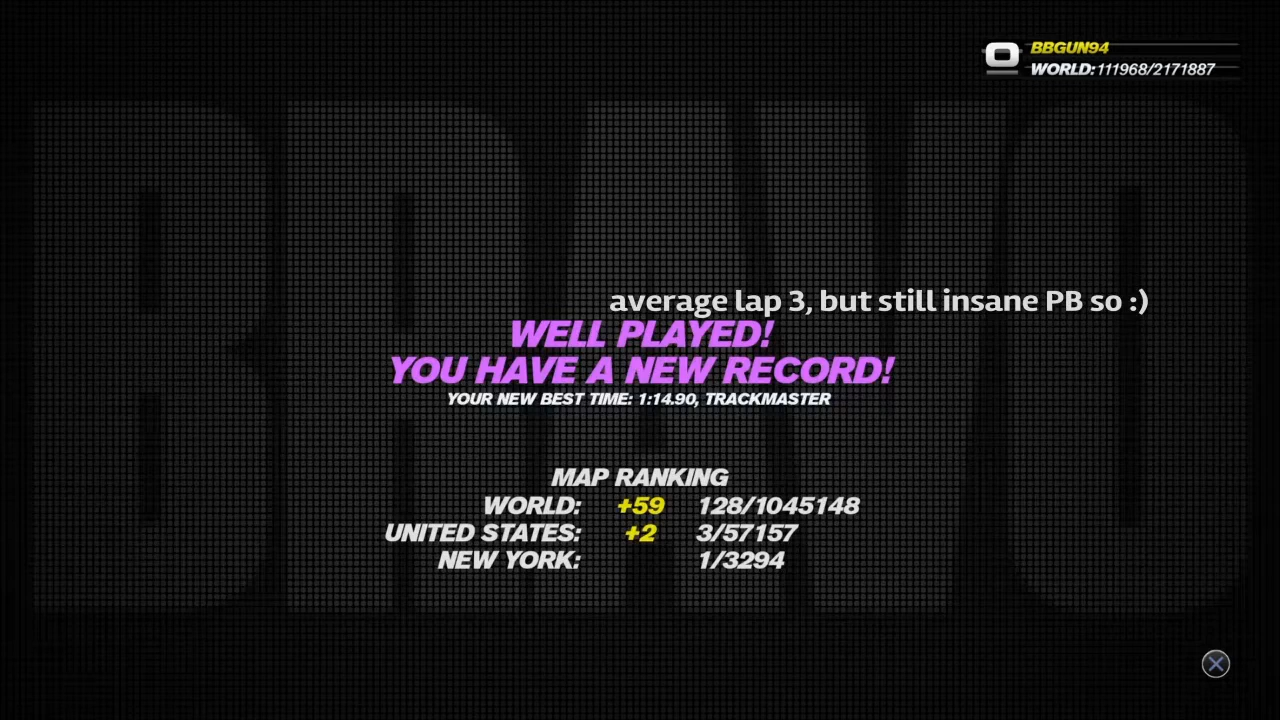 BBGUN94
WORLD: 111968/2171887
BRAVO
average lap 3, but still insane PB so :)
WELL PLAYED!
YOU HAVE A NEW RECORD!
YOUR NEW BEST TIME: 1:14.90, TRACKMASTER
MAP RANKING
WORLD: +59 128/1045148
UNITED STATES: +2 3/57157
NEW YORK: 1/3294